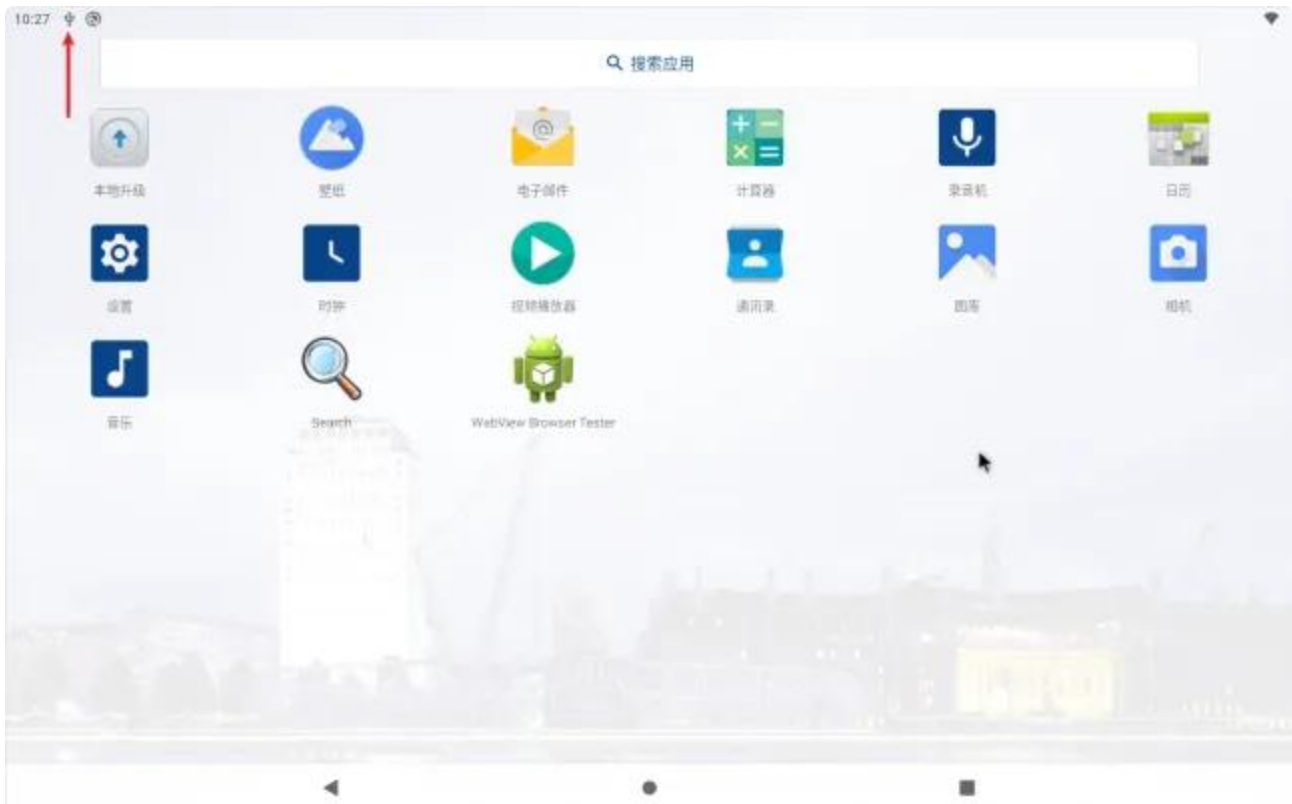 10:27
搜索应用
本地升级
壁纸
电子邮件
计算器
录音机
日历
设置
时钟
视频播放器
通讯录
图库
相机
音乐
Search
WebView Browser Tester